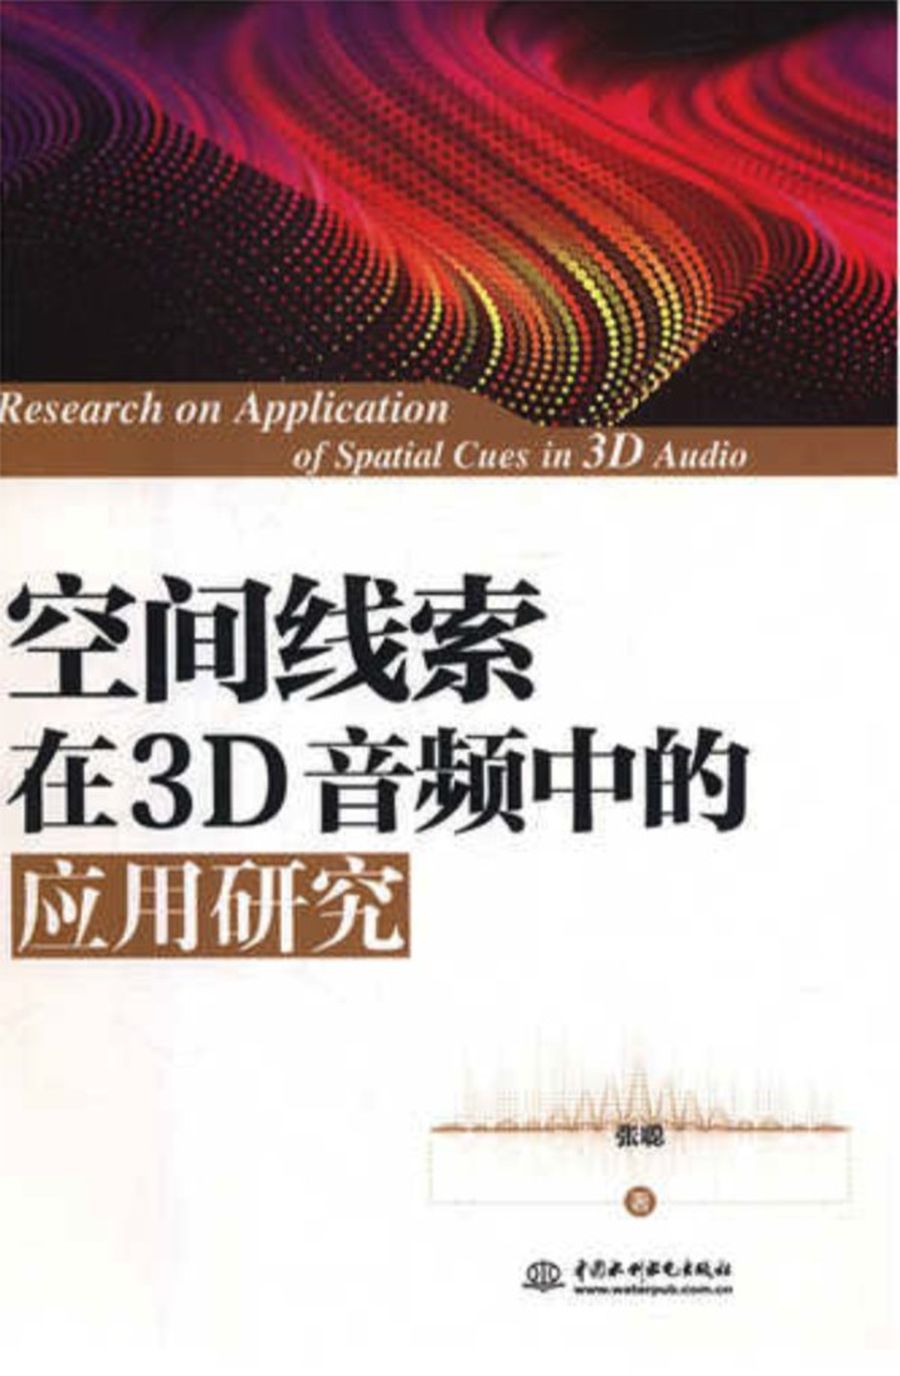 Research on Application
of Spatial Cues in 3D Audio
空间线索
在3D音频中的
应用研究
张聪
著
中国水利水电出版社
www.waterpub.com.cn